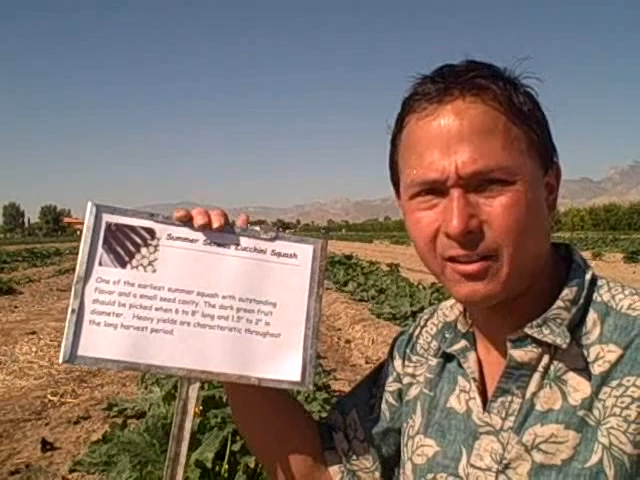 Summer Zucchini Squash
One of the earliest summer squash with outstanding
flavor and a small seed cavity. The dark green fruit
should be picked when 6 to 8" long and 1.5" to 2" in
diameter. Heavy yields are characteristic throughout
the long harvest period.